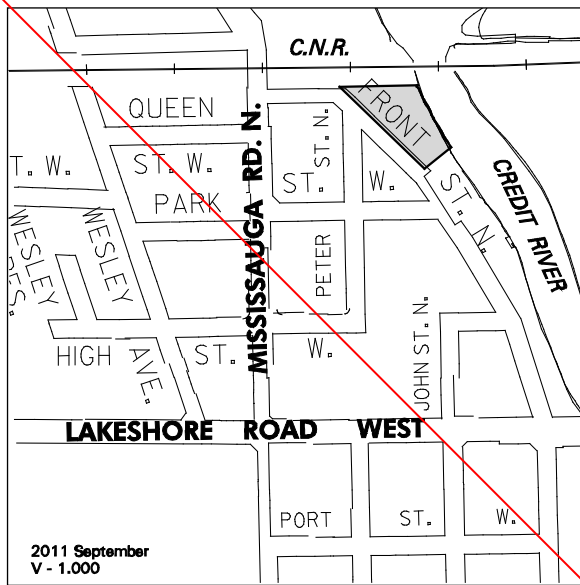 C.N.R.
QUEEN
ST. W.
T. W.
PARK
ST.
W.
MISSISSAUGA RD. N.
ST. N.
PETER
FRONT
ST. N.
CREDIT RIVER
WESLEY
WESLEY
AVE.
HIGH
ST.
W.
JOHN ST. N.
LAKESHORE ROAD WEST
PORT
ST.
W.
2011 September
V - 1.000